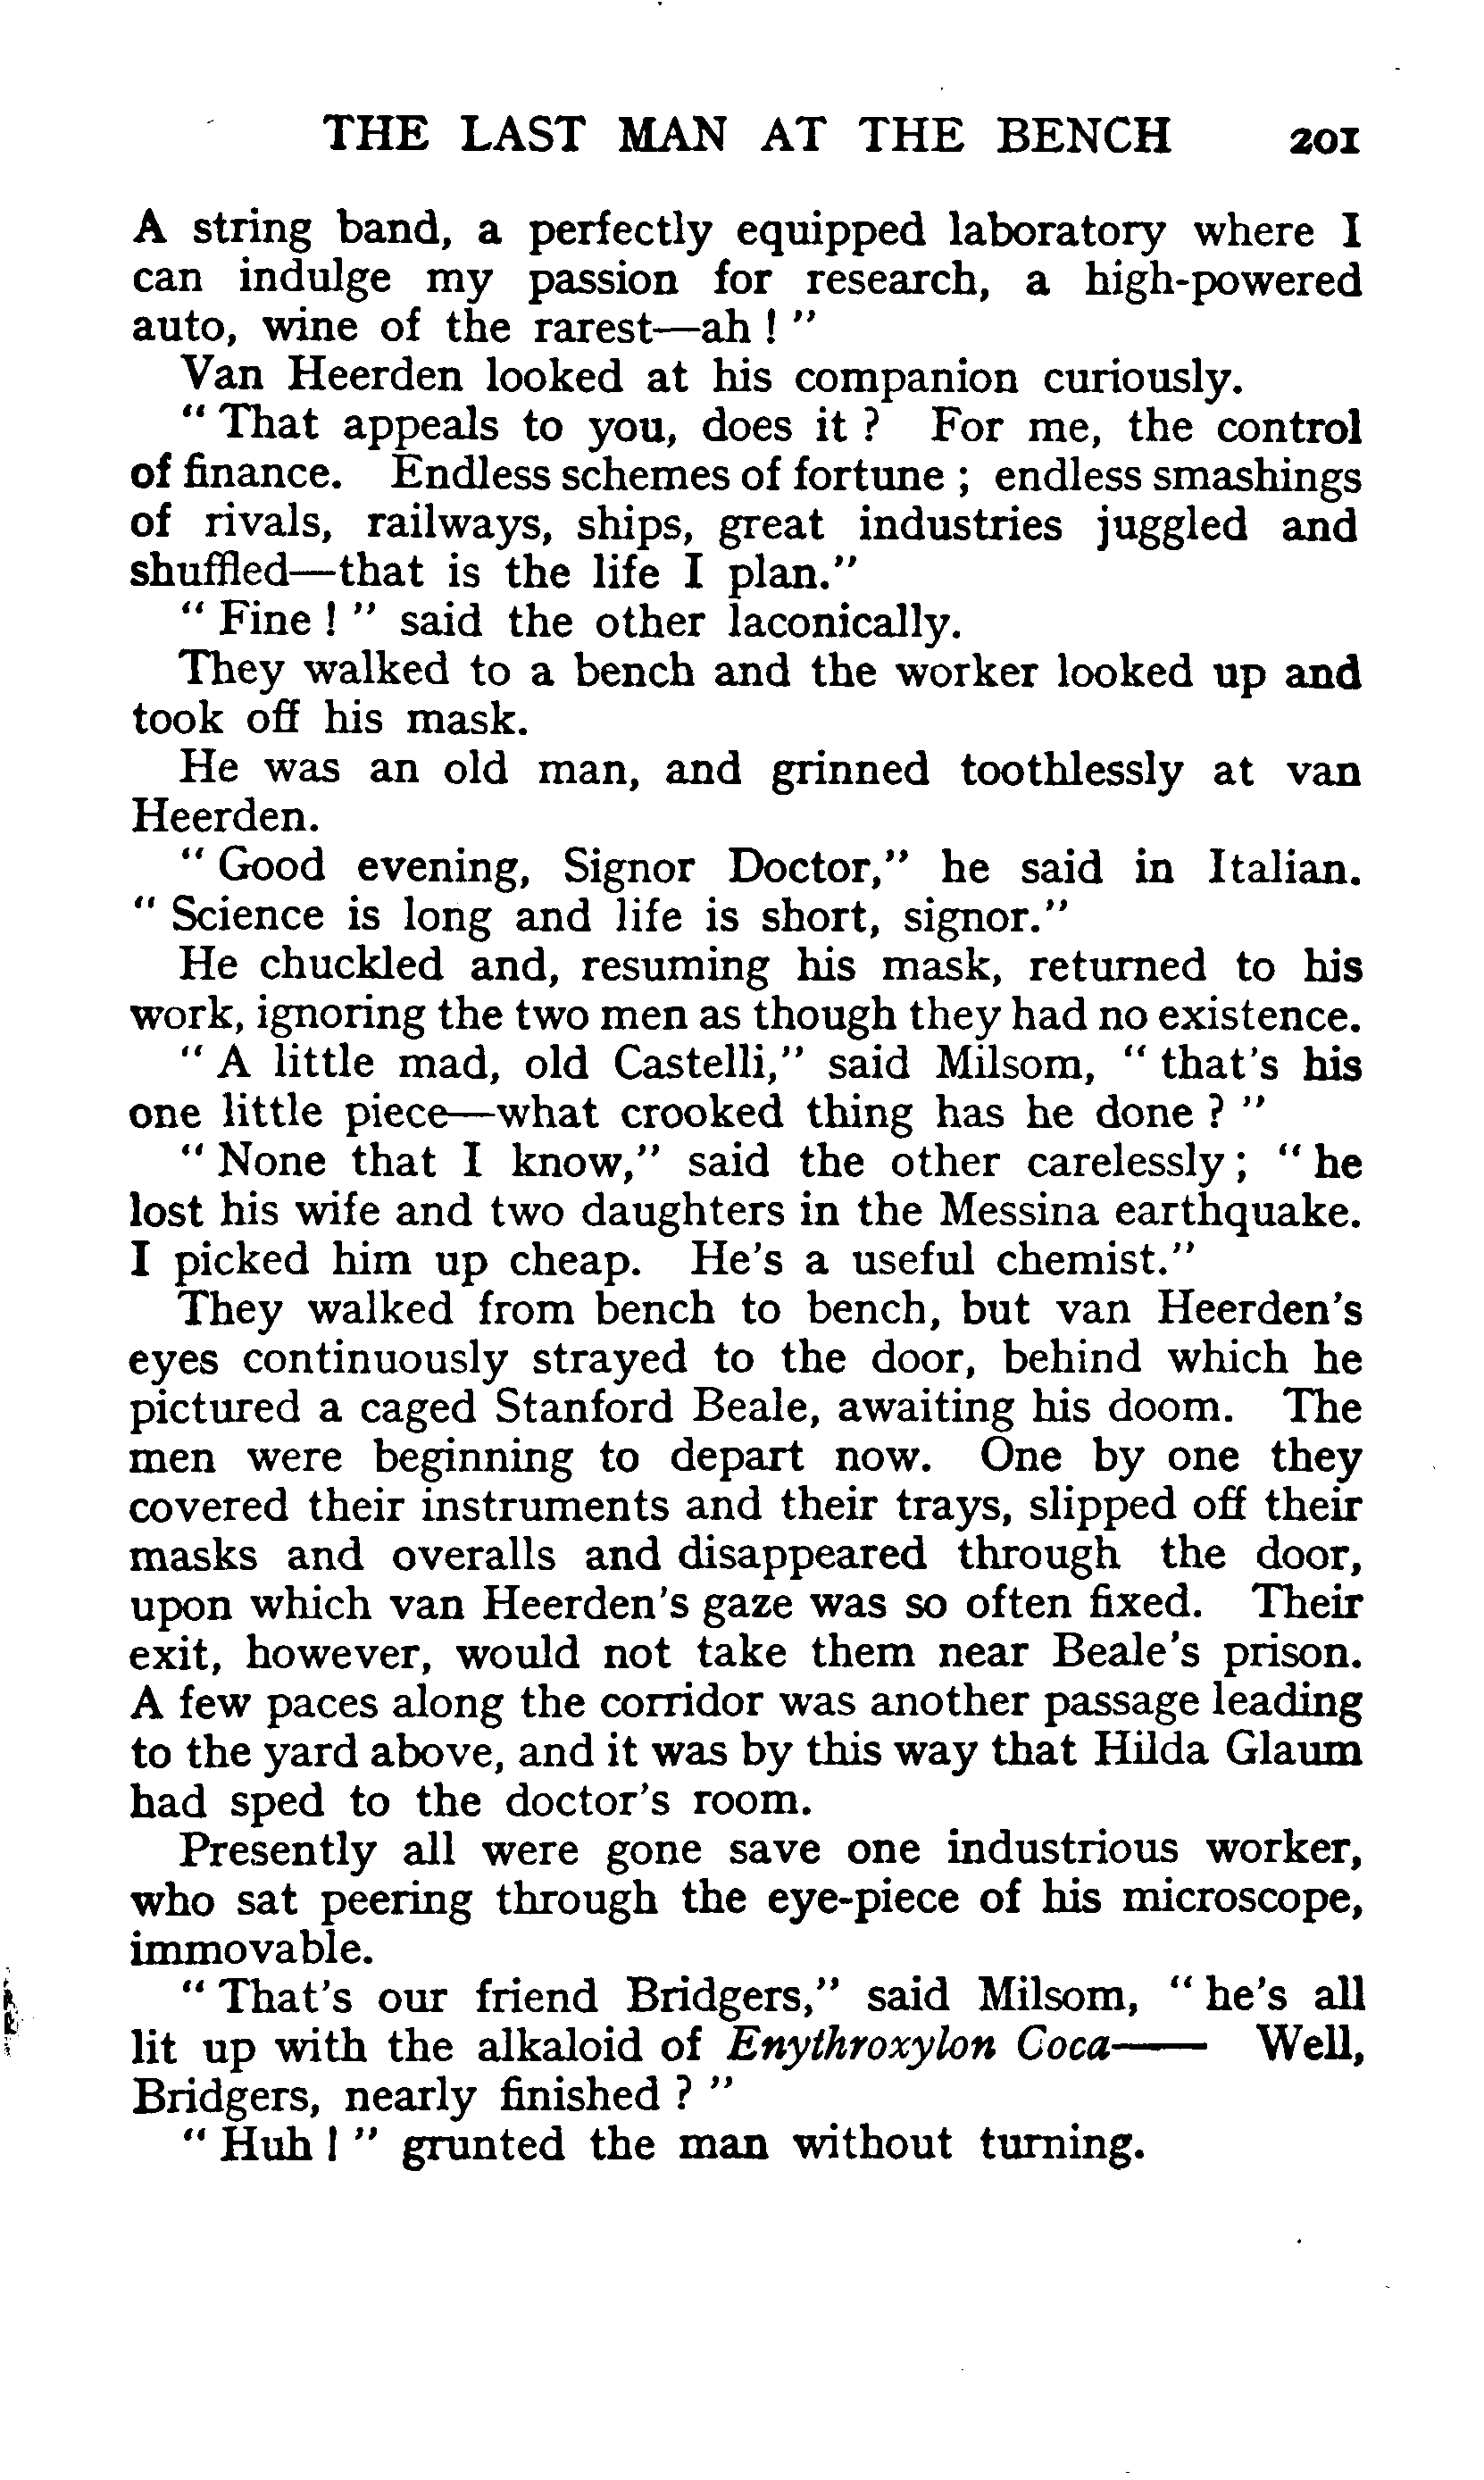 THE LAST MAN AT THE BENCH 201
A string band, a perfectly equipped laboratory where I
can indulge my passion for research, a high-powered
auto, wine of the rarest—ah ! "
Van Heerden looked at his companion curiously.
" That appeals to you, does it ? For me, the control
of finance. Endless schemes of fortune ; endless smashings
of rivals, railways, ships, great industries juggled and
shuffled—that is the life I plan."
" Fine ! " said the other laconically.
They walked to a bench and the worker looked up and
took off his mask.
He was an old man, and grinned toothlessly at van
Heerden.
" Good evening, Signor Doctor," he said in Italian.
" Science is long and life is short, signor."
He chuckled and, resuming his mask, returned to his
work, ignoring the two men as though they had no existence.
" A little mad, old Castelli," said Milsom, " that's his
one little piece—what crooked thing has he done ? "
" None that I know," said the other carelessly ; " he
lost his wife and two daughters in the Messina earthquake.
I picked him up cheap. He's a useful chemist."
They walked from bench to bench, but van Heerden's
eyes continuously strayed to the door, behind which he
pictured a caged Stanford Beale, awaiting his doom. The
men were beginning to depart now. One by one they
covered their instruments and their trays, slipped off their
masks and overalls and disappeared through the door,
upon which van Heerden's gaze was so often fixed. Their
exit, however, would not take them near Beale's prison.
A few paces along the corridor was another passage leading
to the yard above, and it was by this way that Hilda Glaum
had sped to the doctor's room.
Presently all were gone save one industrious worker,
who sat peering through the eye-piece of his microscope,
immovable.
" That's our friend Bridgers," said Milsom, " he's all
lit up with the alkaloid of Enythroxylon Coca—— Well,
Bridgers, nearly finished ? "
" Huh ! " grunted the man without turning.